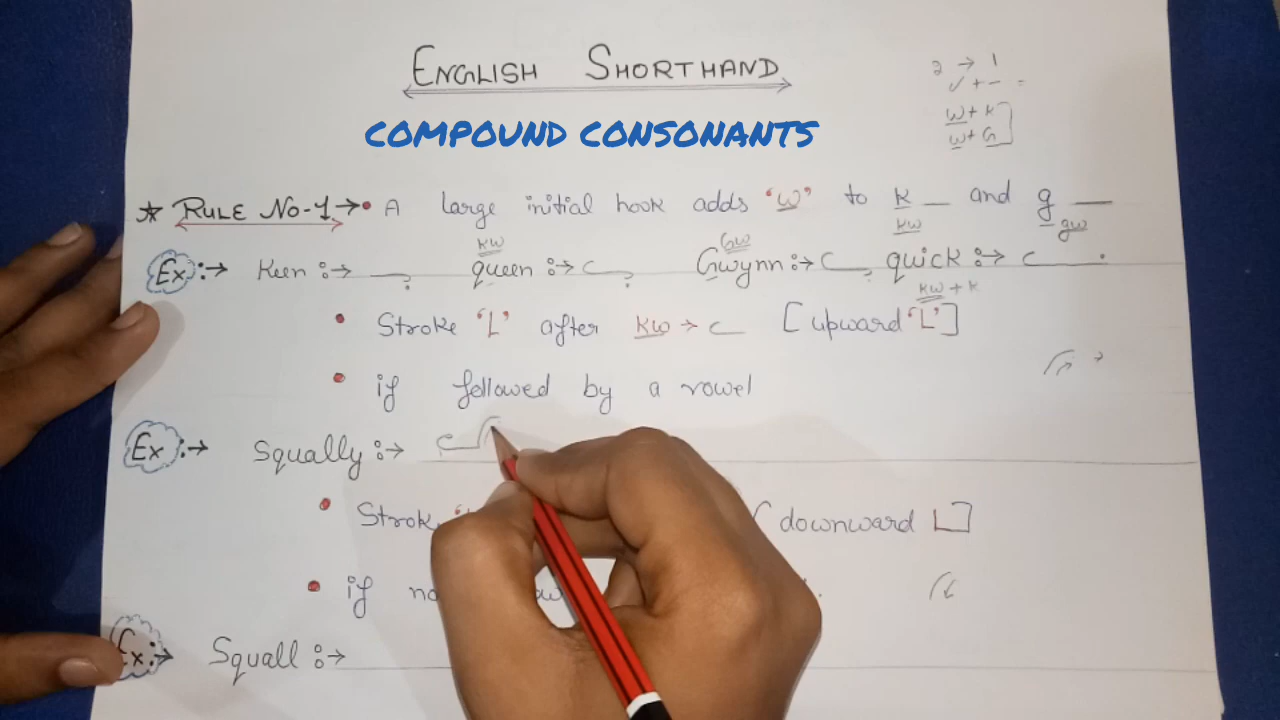 ENGLISH SHORTHAND
COMPOUND CONSONANTS
2 → 1
w + k
w + G
RULE NO-1 → • A large initial hook adds 'w' to k _ and g _
kw gw
kw Gw
Ex :→ Keen :→ queen :→ Gwynn :→ quick :→
kw + k
• Stroke 'L' after kw → [upward 'L']
• if followed by a vowel
Ex :→ Squally :→
• Stroke [downward L]
• if
Ex :→ Squall :→